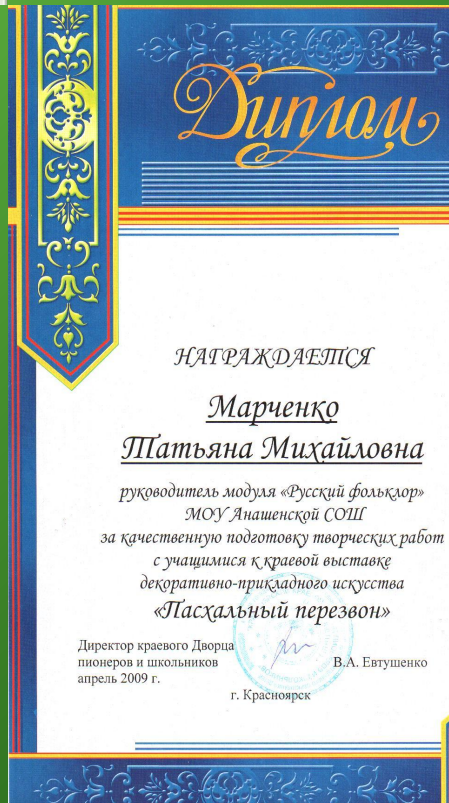 Диплом
НАГРАЖДАЕТСЯ
Марченко
Татьяна Михайловна
руководитель модуля «Русский фольклор»
МОУ Анашенской СОШ
за качественную подготовку творческих работ
с учащимися к краевой выставке
декоративно-прикладного искусства
«Пасхальный перезвон»
Директор краевого Дворца
пионеров и школьников В.А. Евтушенко
апрель 2009 г.
г. Красноярск